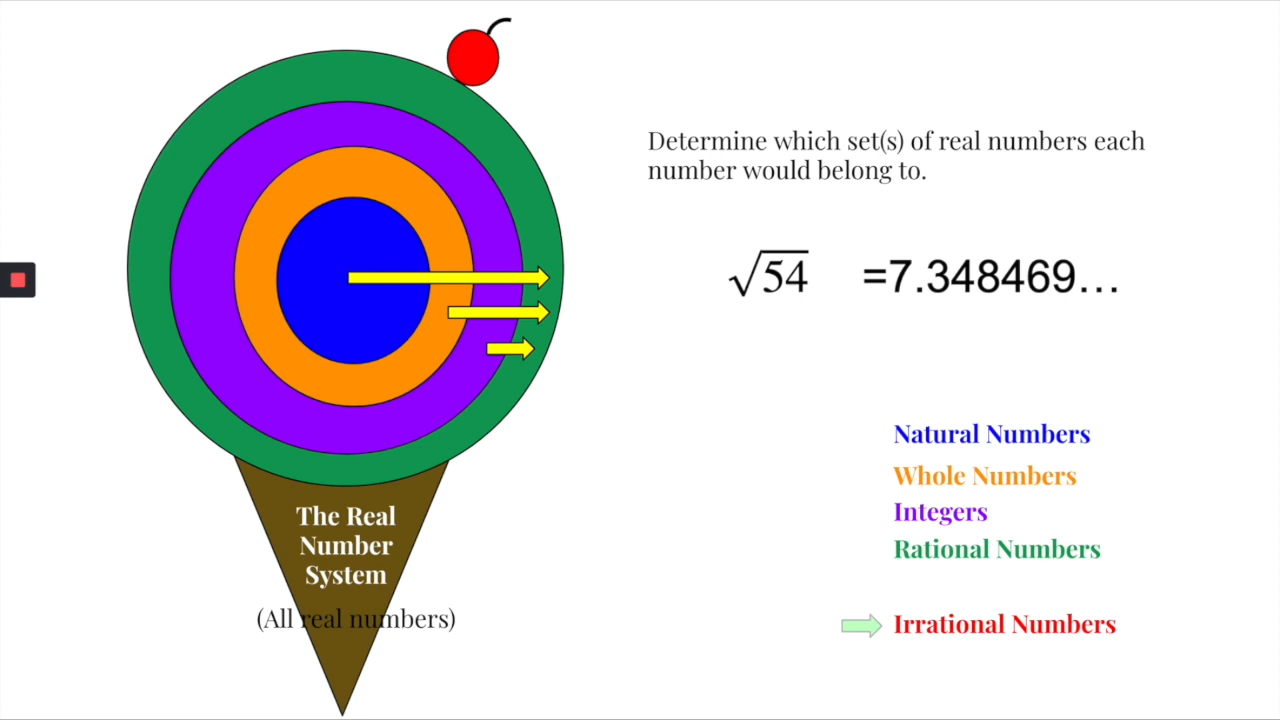 Determine which set(s) of real numbers each
number would belong to.
√54 =7.348469…
Natural Numbers
Whole Numbers
Integers
Rational Numbers
Irrational Numbers
The Real
Number
System
(All real numbers)